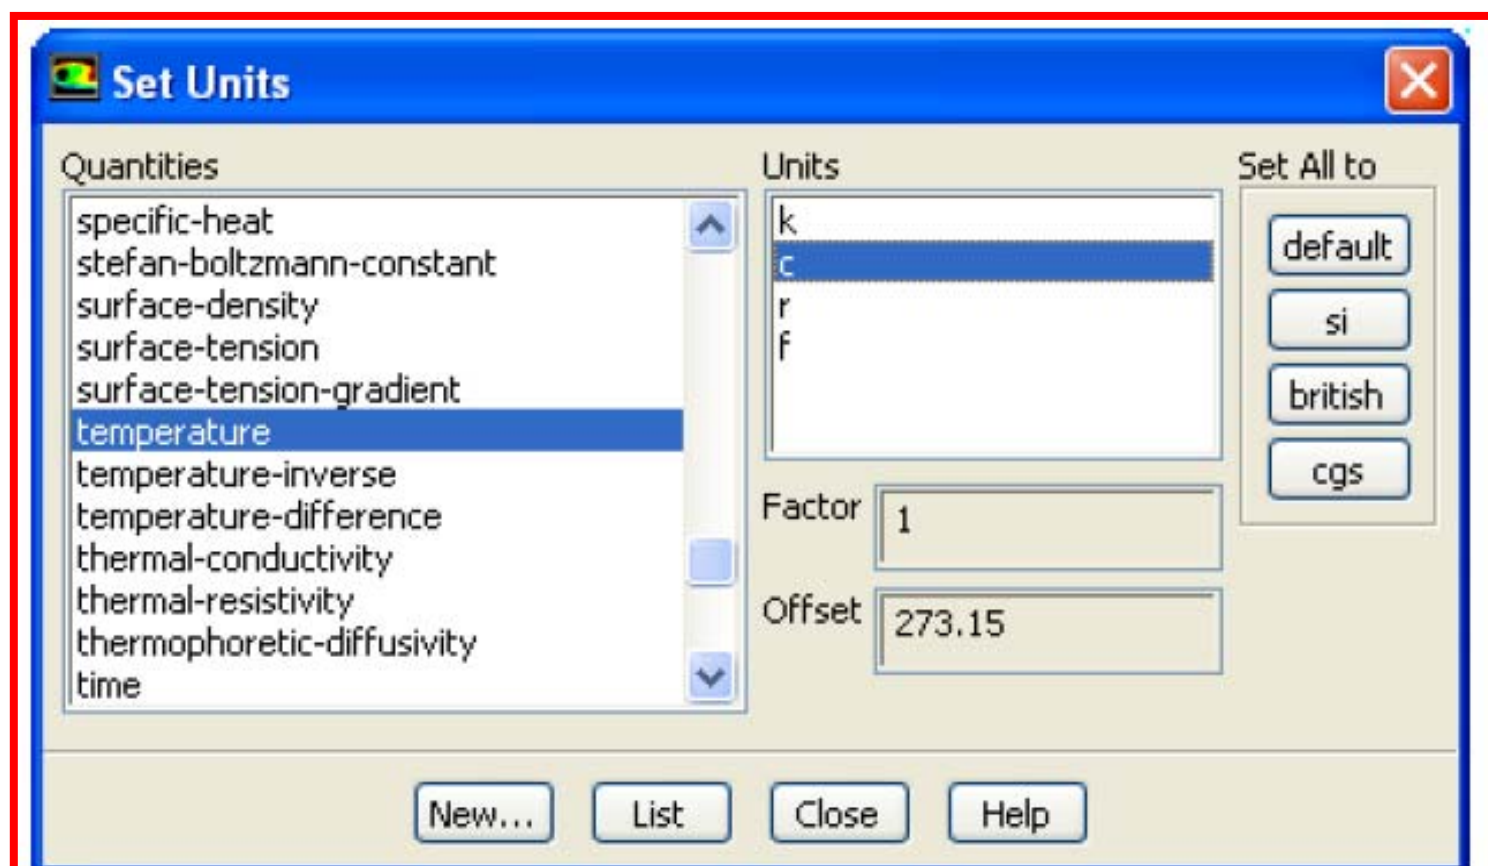 Set Units
Quantities
specific-heat
stefan-boltzmann-constant
surface-density
surface-tension
surface-tension-gradient
temperature
temperature-inverse
temperature-difference
thermal-conductivity
thermal-resistivity
thermophoretic-diffusivity
time
Units
k
c
r
f
Factor 1
Offset 273.15
Set All to
default
si
british
cgs
New... List Close Help